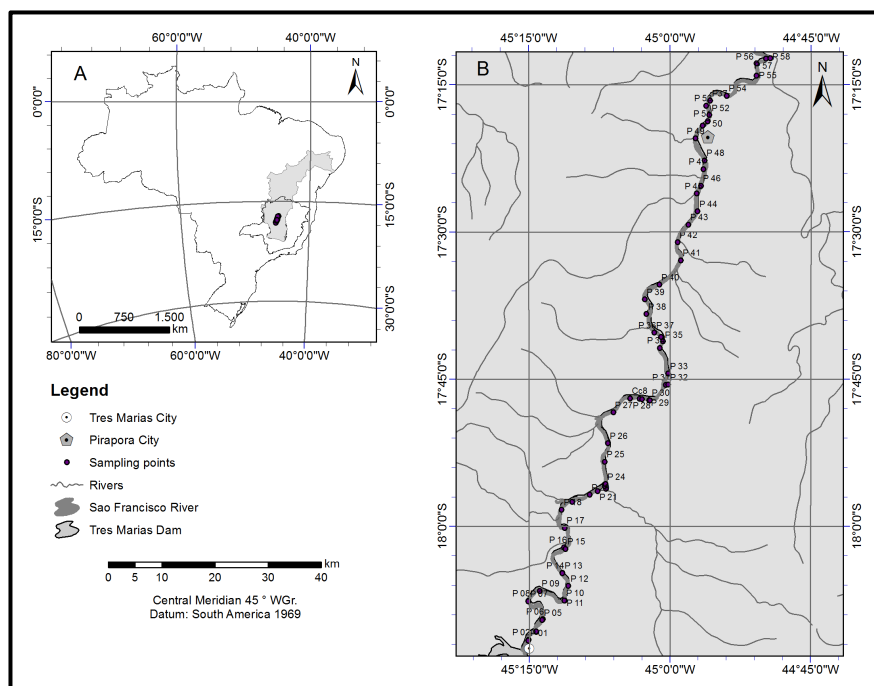 60°0'0"W 40°0'0"W
A
N
0°0'0"
0°0'0"
15°0'0"S
15°0'0"S
30°0'0"S
0 750 1.500
km
80°0'0"W 60°0'0"W 40°0'0"W
Legend
Tres Marias City
Pirapora City
Sampling points
Rivers
Sao Francisco River
Tres Marias Dam
0 5 10 20 30 40 km
Central Meridian 45 ° WGr.
Datum: South America 1969
45°15'0"W 45°0'0"W 44°45'0"W
B
N
17°15'0"S
17°15'0"S
17°30'0"S
17°30'0"S
17°45'0"S
17°45'0"S
18°0'0"S
18°0'0"S
P 56
P 58
57
P 55
P 54
P 52
50
P 49
P 48
P 46
P 44
P 43
P 42
P 41
P 40
P 39
P 38
P 37
P 35
P 33
P 32
Cc8
P 30
P 29
P 27
P 28
P 26
P 25
P 24
P 21
P 17
P 16
P 15
P 14
P 13
P 12
P 09
P 10
P 11
P 08
P 05
P 02
01
45°15'0"W 45°0'0"W 44°45'0"W